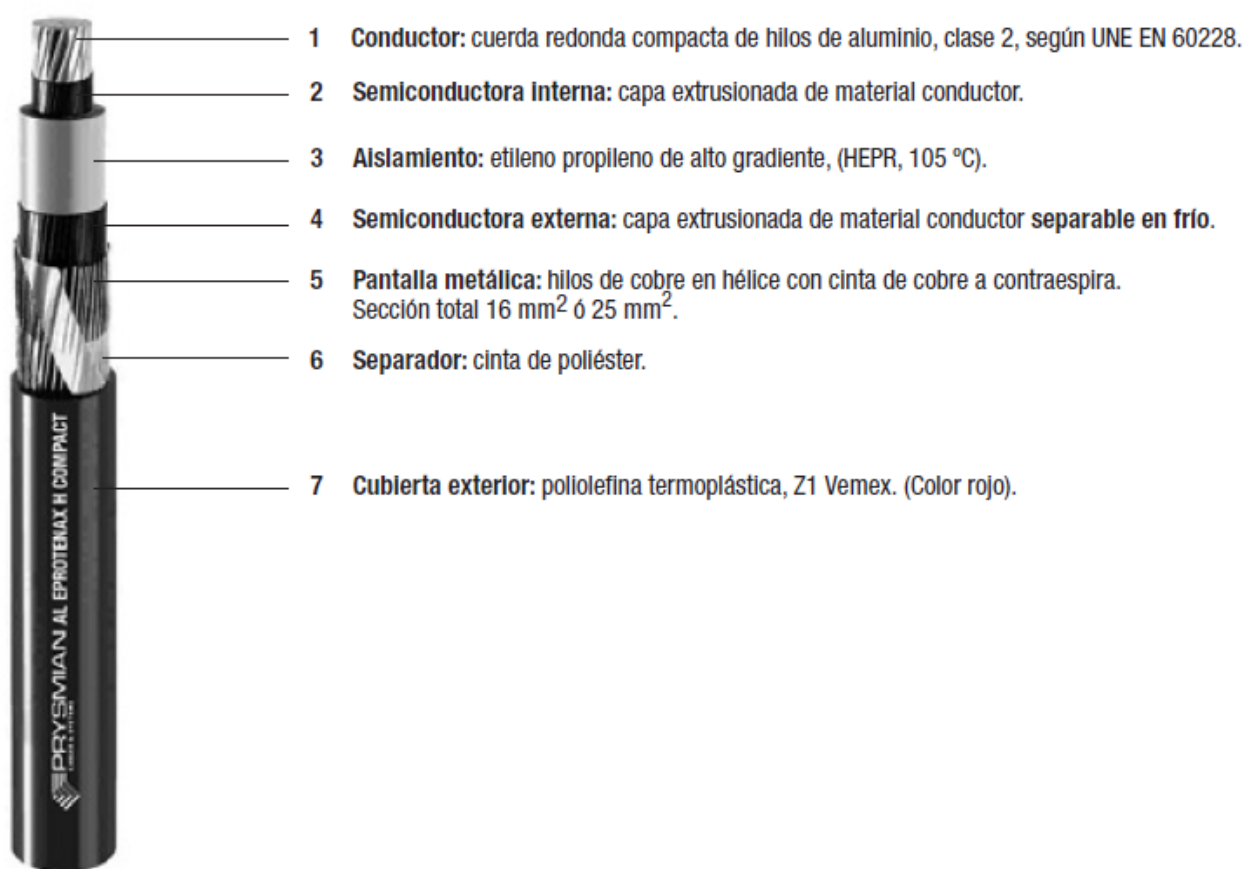 1 Conductor: cuerda redonda compacta de hilos de aluminio, clase 2, según UNE EN 60228.
2 Semiconductora interna: capa extrusionada de material conductor.
3 Aislamiento: etileno propileno de alto gradiente, (HEPR, 105 ºC).
4 Semiconductora externa: capa extrusionada de material conductor separable en frío.
5 Pantalla metálica: hilos de cobre en hélice con cinta de cobre a contraespira.
Sección total 16 mm2 ó 25 mm2.
6 Separador: cinta de poliéster.
7 Cubierta exterior: poliolefina termoplástica, Z1 Vemex. (Color rojo).
PRYSMIAN AL EPROTENAX H COMPACT